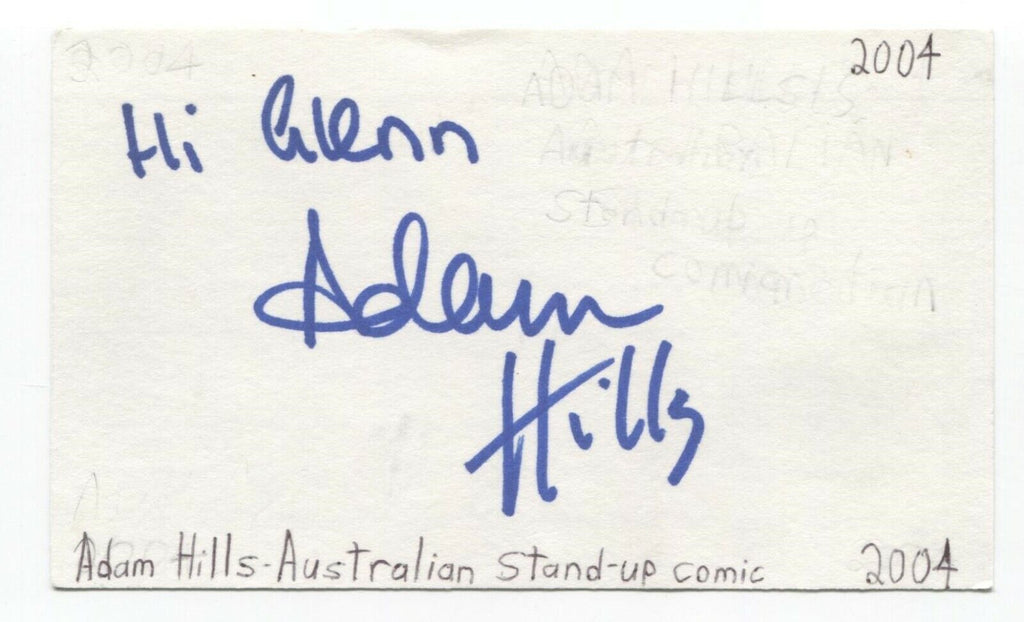 2004
Hi Glenn
Adam
Hills
Adam Hills-Australian Stand-up comic 2004